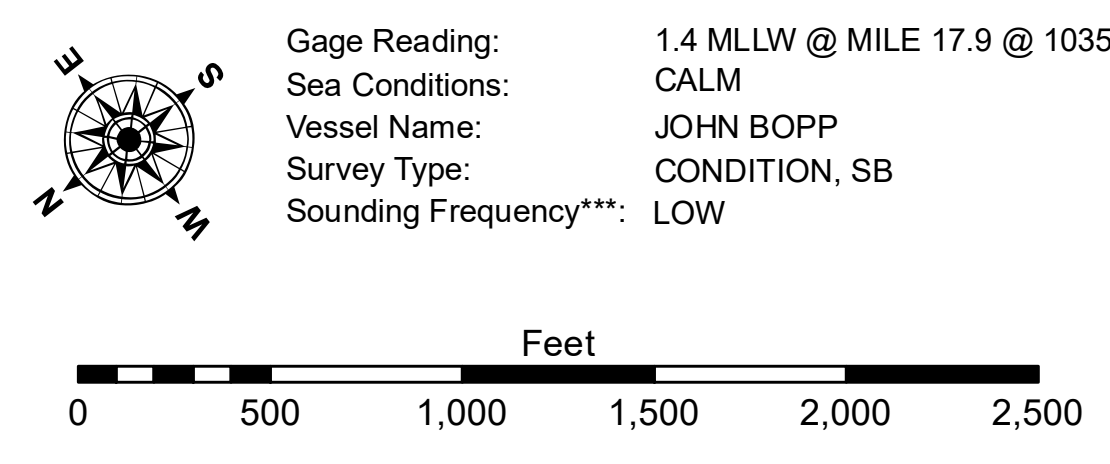 E
S
N
W
Gage Reading: 1.4 MLLW @ MILE 17.9 @ 1035
Sea Conditions: CALM
Vessel Name: JOHN BOPP
Survey Type: CONDITION, SB
Sounding Frequency***: LOW
Feet
0 500 1,000 1,500 2,000 2,500